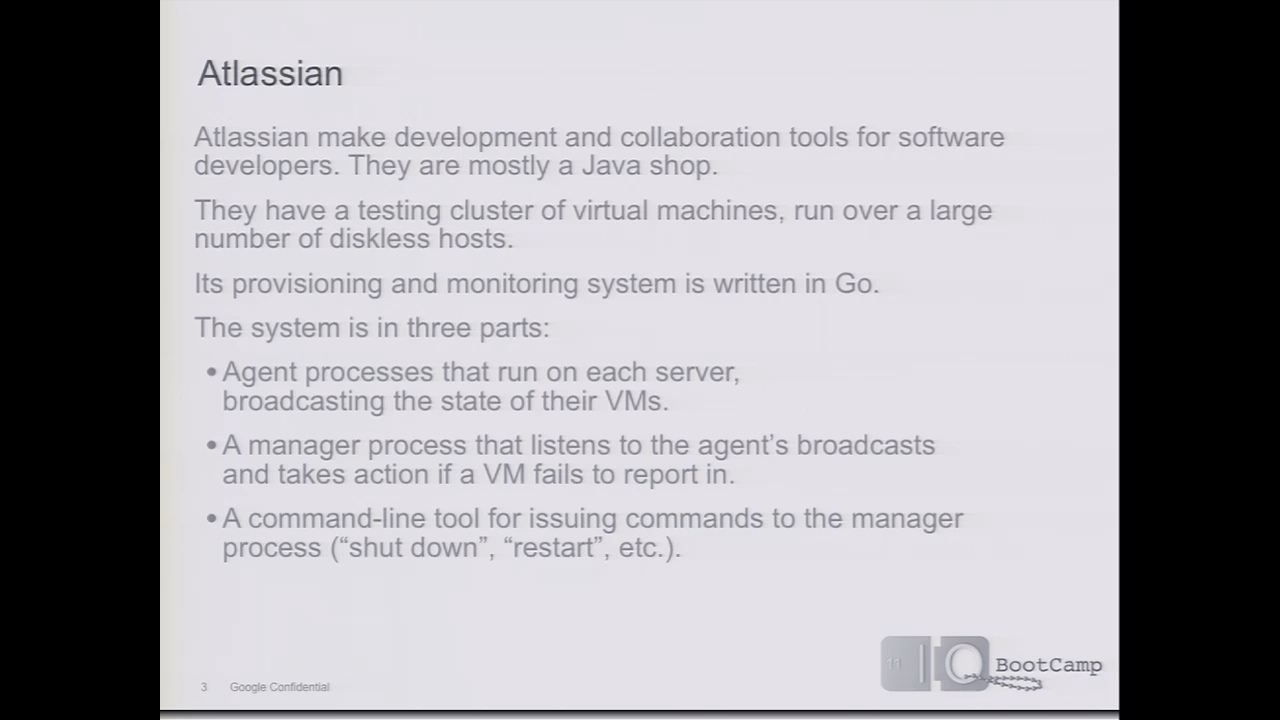 Atlassian
Atlassian make development and collaboration tools for software
developers. They are mostly a Java shop.
They have a testing cluster of virtual machines, run over a large
number of diskless hosts.
Its provisioning and monitoring system is written in Go.
The system is in three parts:
• Agent processes that run on each server,
broadcasting the state of their VMs.
• A manager process that listens to the agent’s broadcasts
and takes action if a VM fails to report in.
• A command-line tool for issuing commands to the manager
process (“shut down”, “restart”, etc.).
11 IO BootCamp
3 Google Confidential